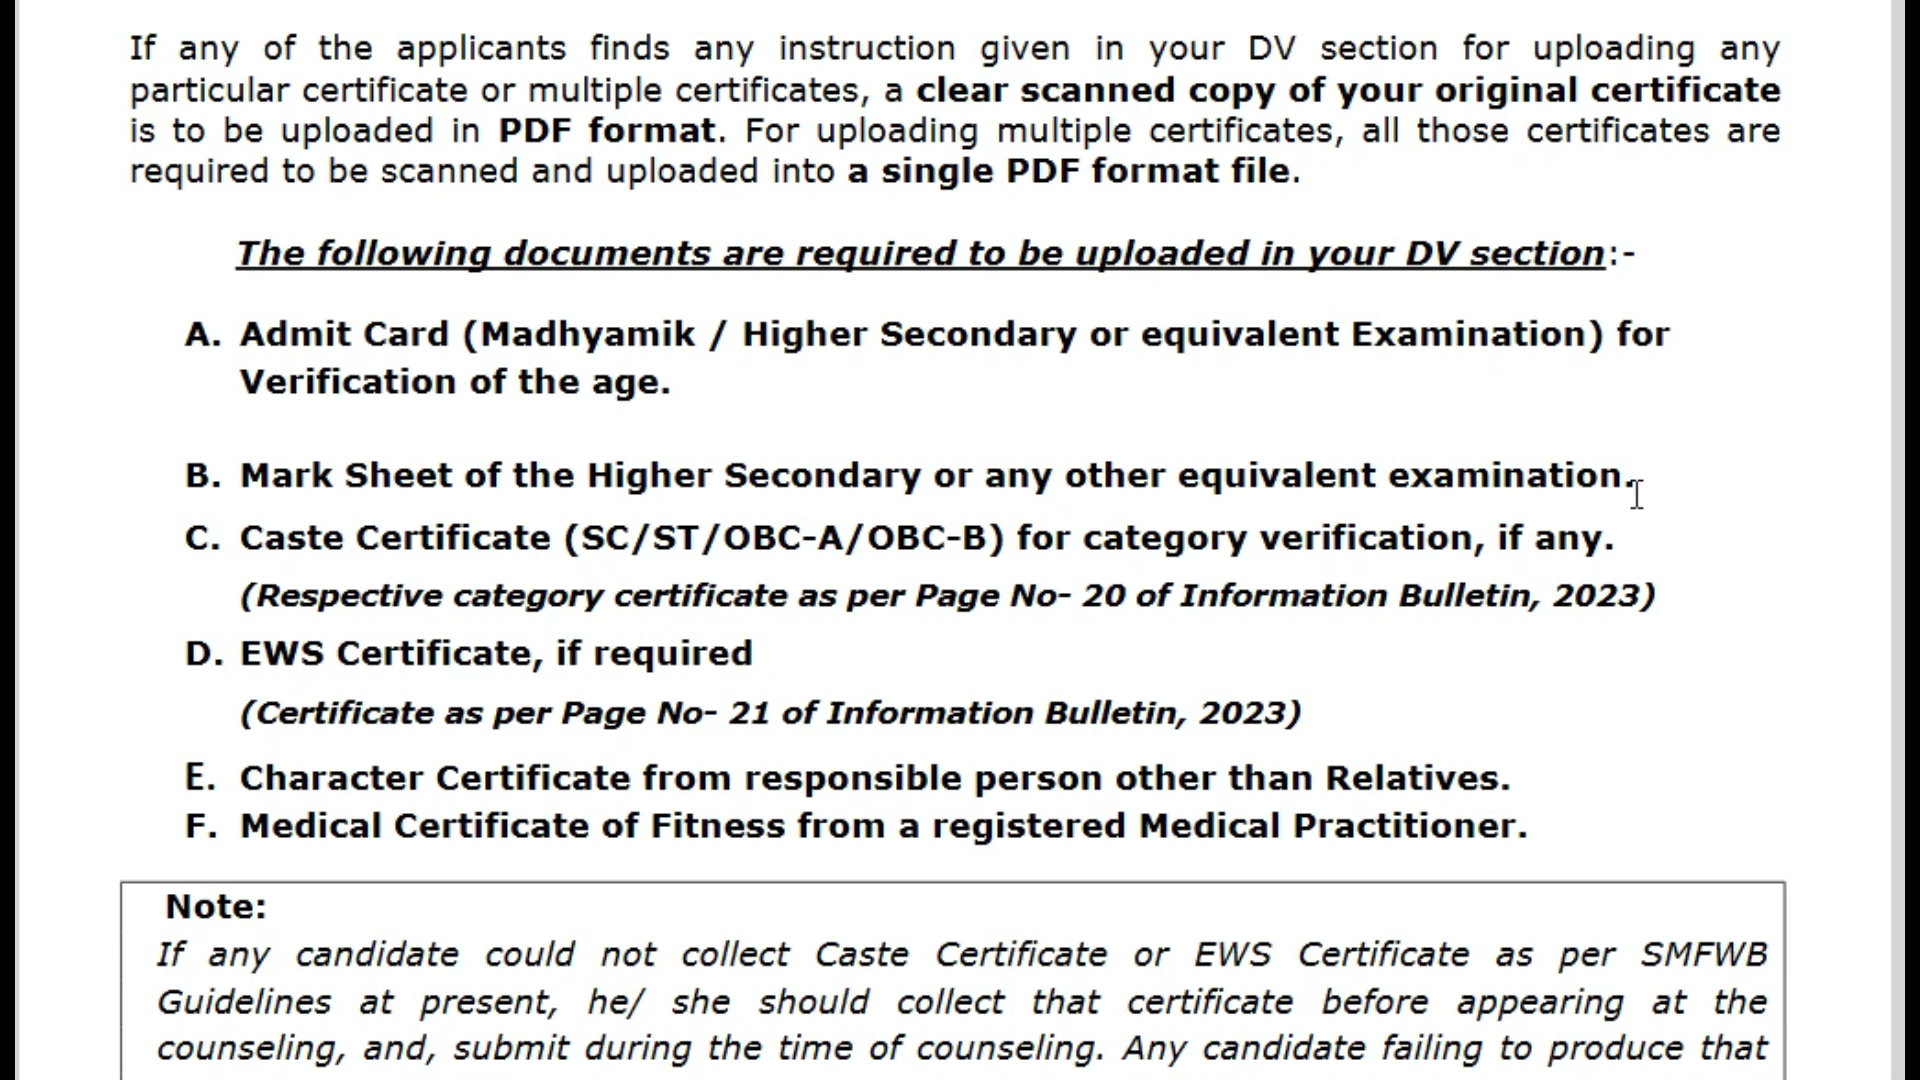 If any of the applicants finds any instruction given in your DV section for uploading any
particular certificate or multiple certificates, a clear scanned copy of your original certificate
is to be uploaded in PDF format. For uploading multiple certificates, all those certificates are
required to be scanned and uploaded into a single PDF format file.
The following documents are required to be uploaded in your DV section:-
A. Admit Card (Madhyamik / Higher Secondary or equivalent Examination) for
Verification of the age.
B. Mark Sheet of the Higher Secondary or any other equivalent examination.
C. Caste Certificate (SC/ST/OBC-A/OBC-B) for category verification, if any.
(Respective category certificate as per Page No- 20 of Information Bulletin, 2023)
D. EWS Certificate, if required
(Certificate as per Page No- 21 of Information Bulletin, 2023)
E. Character Certificate from responsible person other than Relatives.
F. Medical Certificate of Fitness from a registered Medical Practitioner.
Note:
If any candidate could not collect Caste Certificate or EWS Certificate as per SMFWB
Guidelines at present, he/ she should collect that certificate before appearing at the
counseling, and, submit during the time of counseling. Any candidate failing to produce that